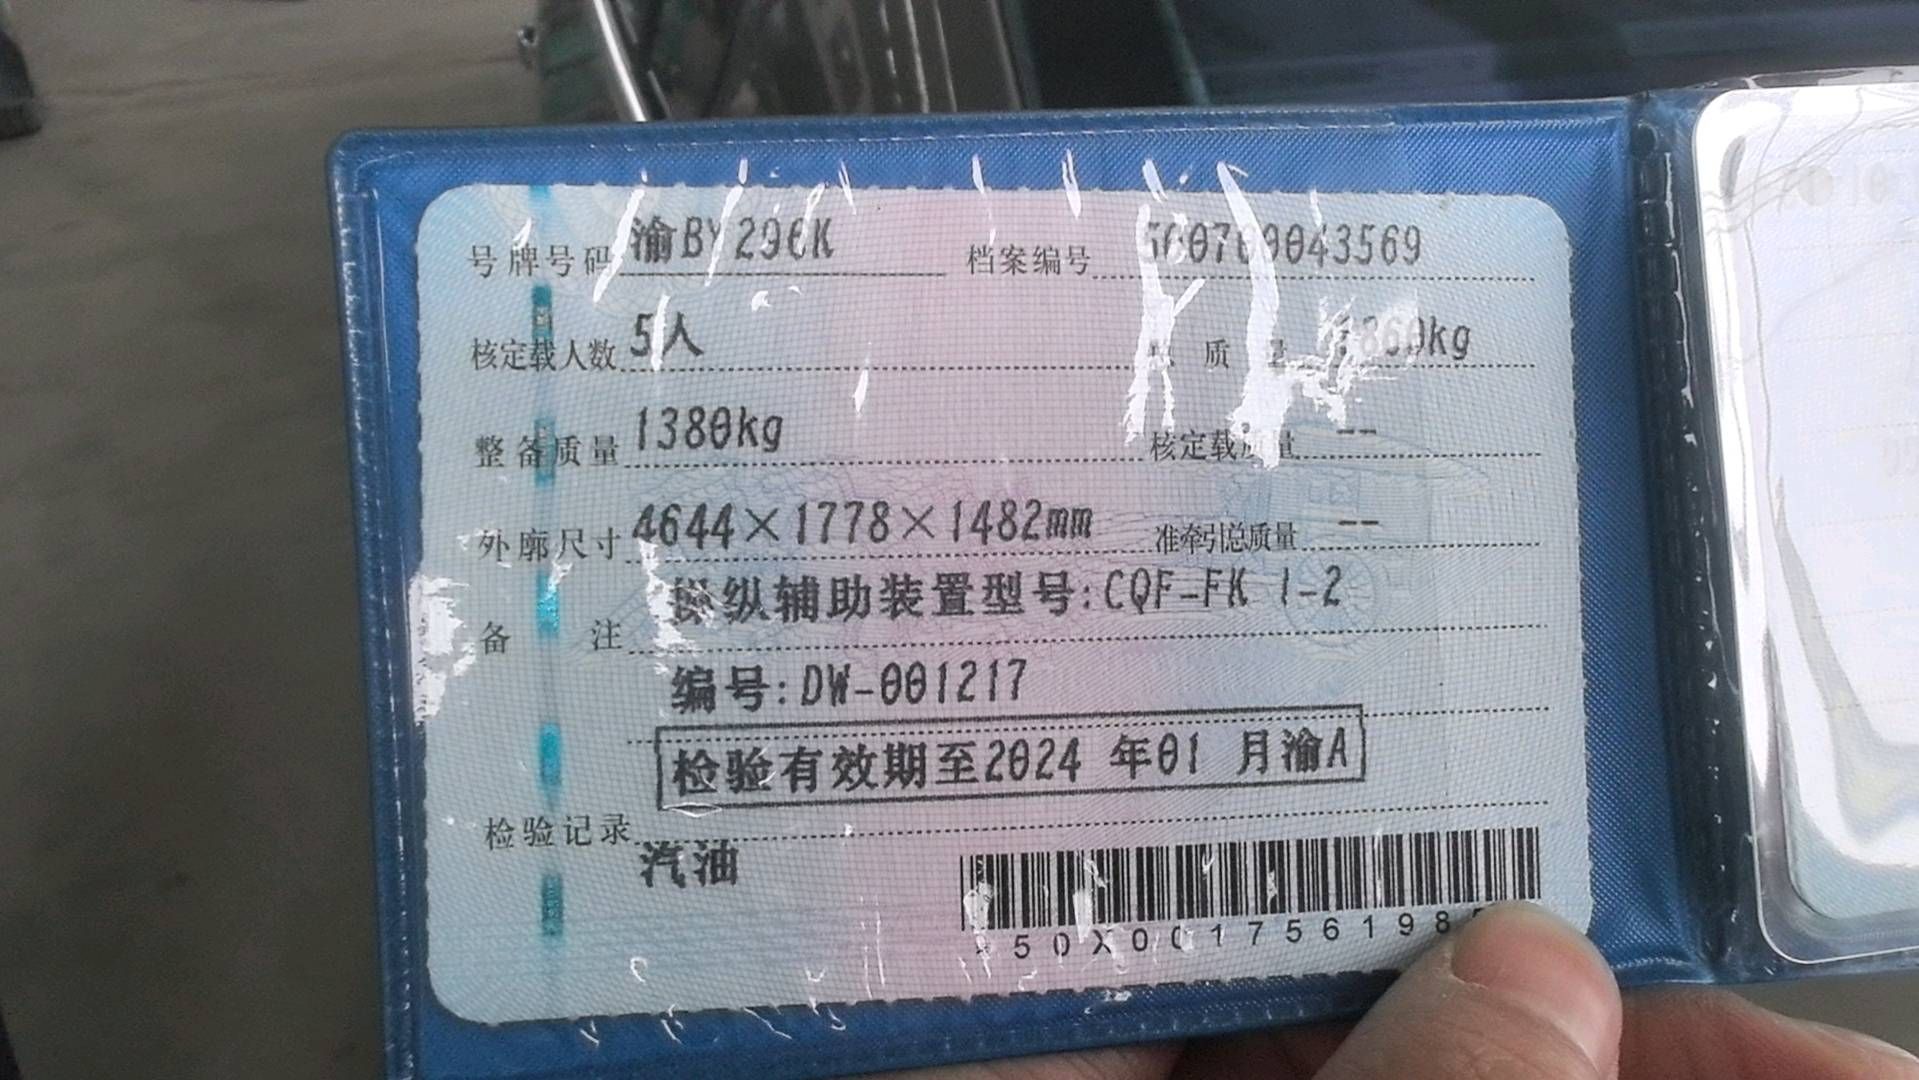 号牌号码 渝BY296K 档案编号 500700043569
核定载人数 5人 总质量 1860kg
整备质量 1380kg 核定载质量 --
外廓尺寸 4644×1778×1482mm 准牵引总质量 --
备注 操纵辅助装置型号:CQF-FK 1-2
编号:DW-001217
检验有效期至2024 年01 月渝A
检验记录
汽油
50X001756198